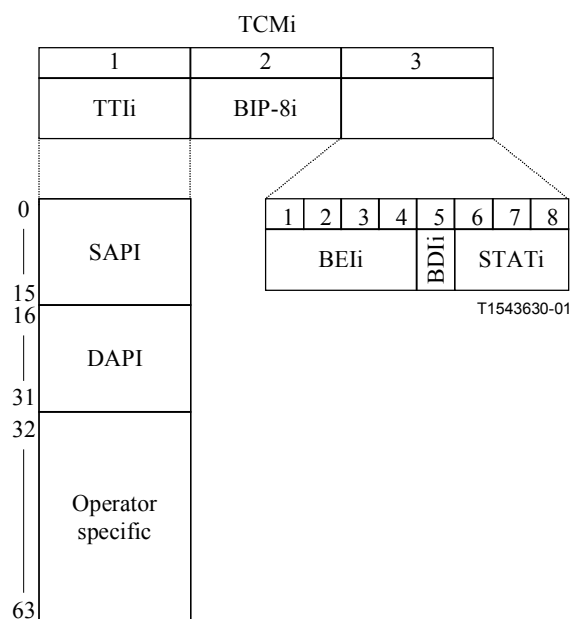 TCMi
1 2 3
TTIi BIP-8i
0 1 2 3 4 5 6 7 8
SAPI BEIi BDIi STATi
15
T1543630-01
16
DAPI
31
32
Operator
specific
63